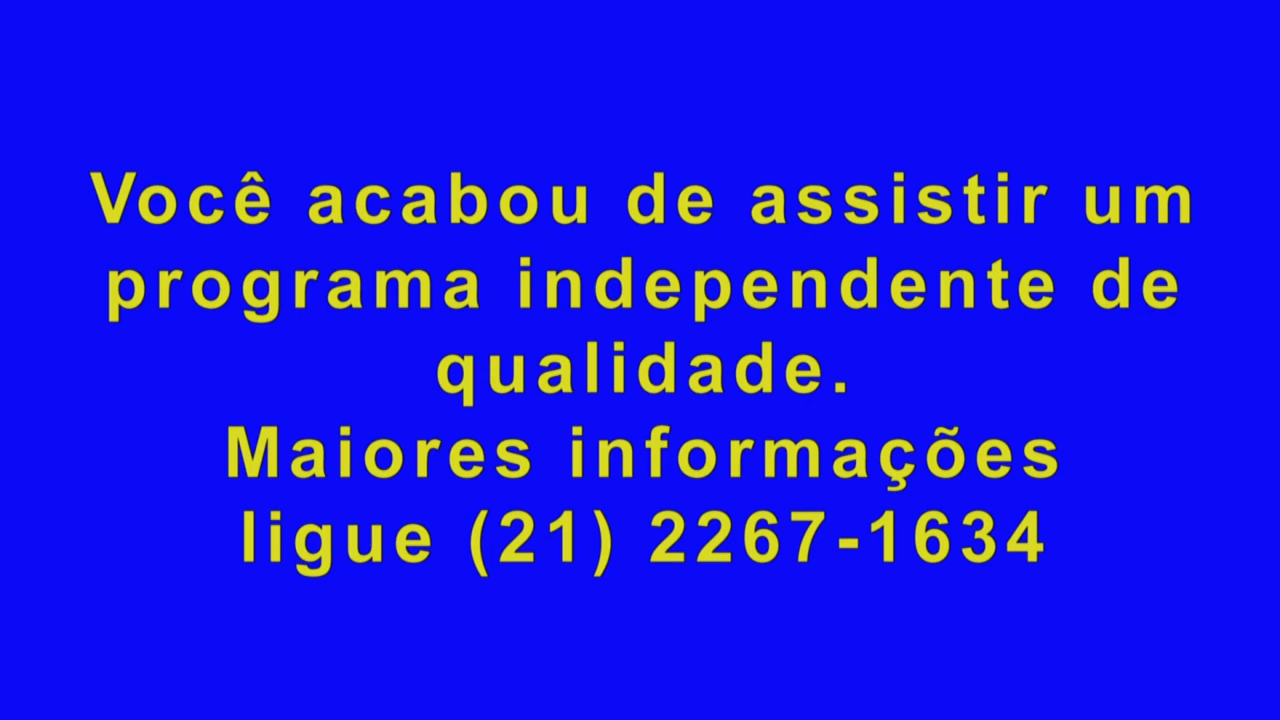 Você acabou de assistir um
programa independente de
qualidade.
Maiores informações
ligue (21) 2267-1634